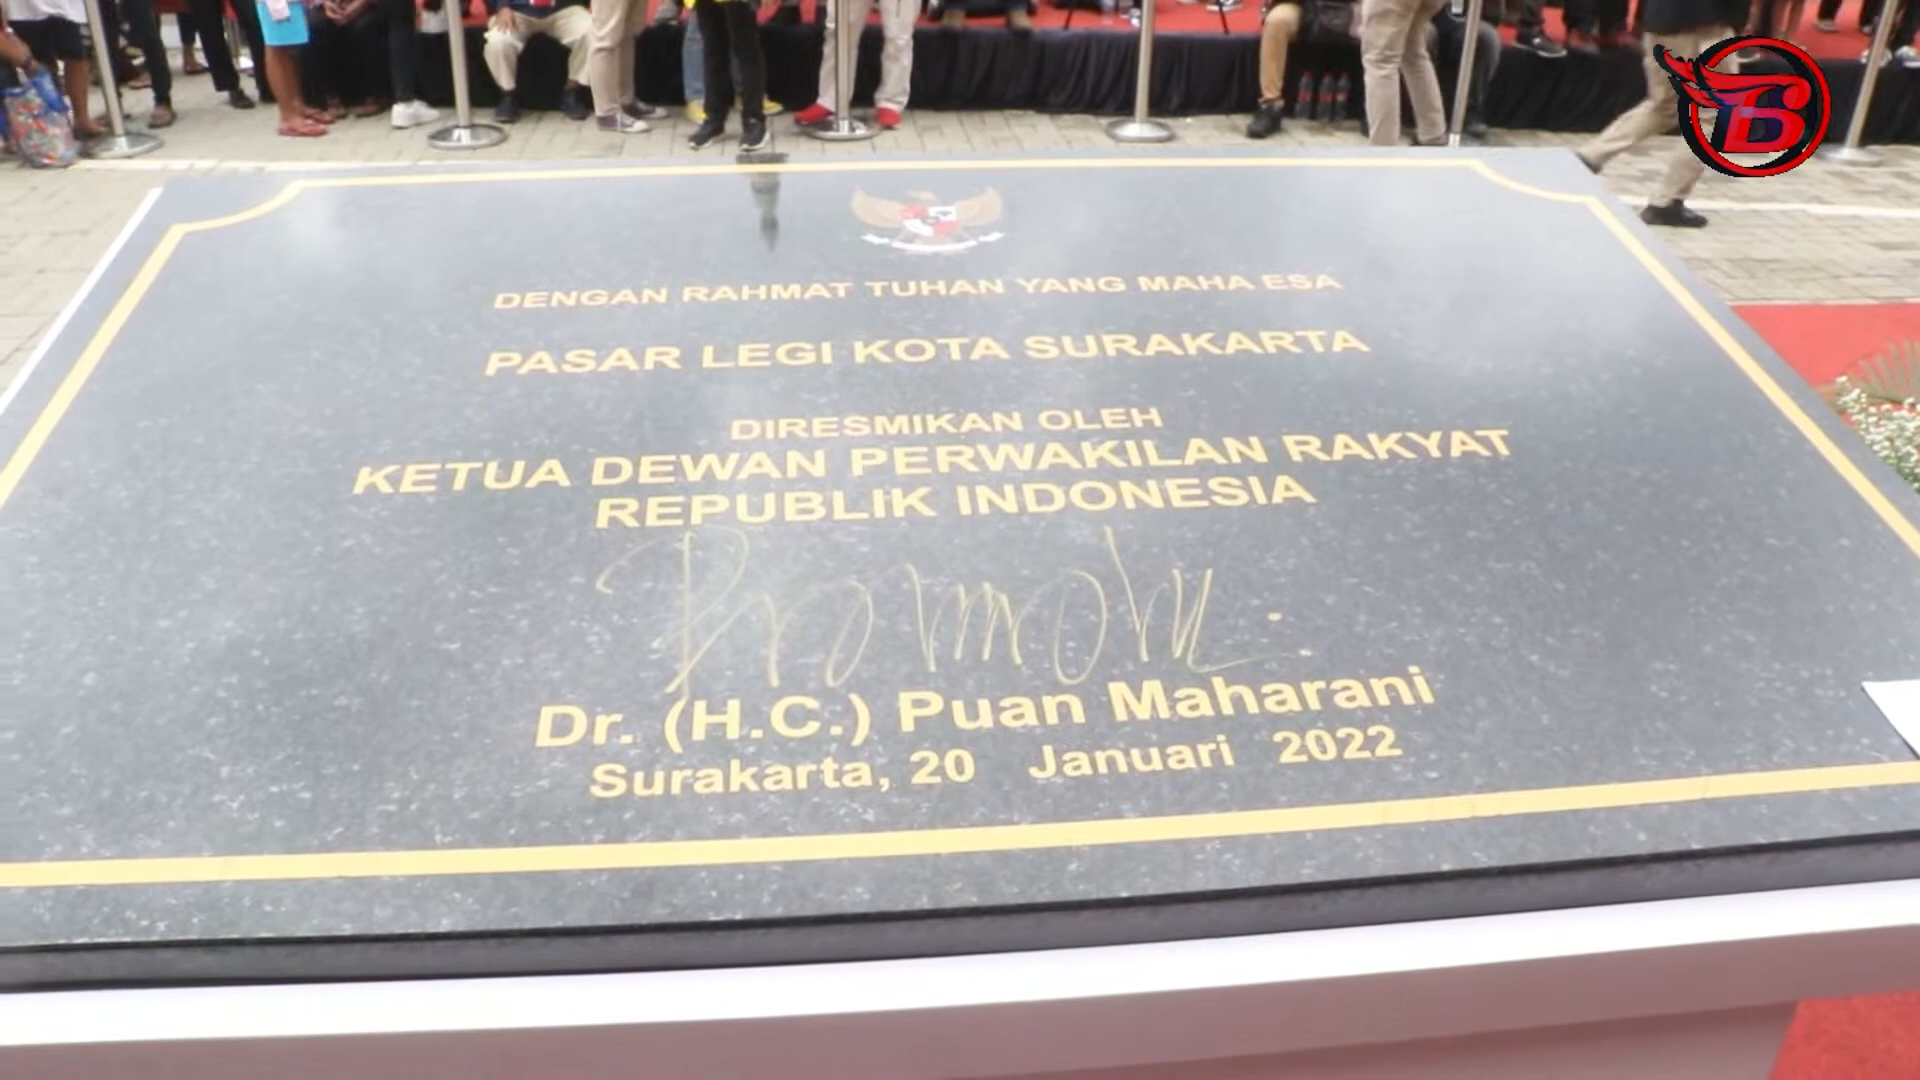 DENGAN RAHMAT TUHAN YANG MAHA ESA
PASAR LEGI KOTA SURAKARTA
DIRESMIKAN OLEH
KETUA DEWAN PERWAKILAN RAKYAT
REPUBLIK INDONESIA
Dr. (H.C.) Puan Maharani
Surakarta, 20 Januari 2022